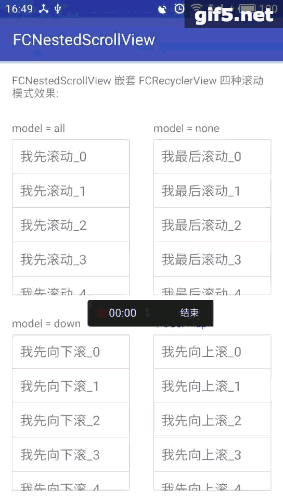 16:49
gif5.net
FCNestedScrollView
FCNestedScrollView 嵌套 FCRecyclerView 四种滚动
模式效果:
model = all
model = none
我先滚动_0
我最后滚动_0
我先滚动_1
我最后滚动_1
我先滚动_2
我最后滚动_2
我先滚动_3
我最后滚动_3
我先滚动_4
我最后滚动_4
00:00
结束
model = down
我先向下滚_0
我先向上滚_0
我先向下滚_1
我先向上滚_1
我先向下滚_2
我先向上滚_2
我先向下滚_3
我先向上滚_3
我先向下滚_4
我先向上滚_4